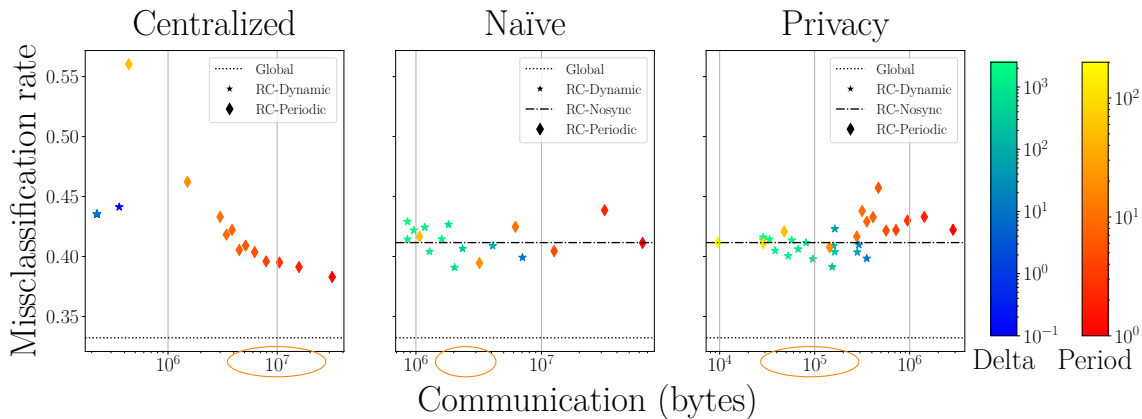 Centralized
Naïve
Privacy
Missclassification rate
0.55
0.50
0.45
0.40
0.35
Global
RC-Dynamic
RC-Periodic
10^6
10^7
Global
RC-Dynamic
RC-Nosync
RC-Periodic
10^6
10^7
Global
RC-Dynamic
RC-Nosync
RC-Periodic
10^4
10^5
10^6
Communication (bytes)
10^3
10^2
10^1
10^0
10^−1
Delta
10^2
10^1
10^0
Period